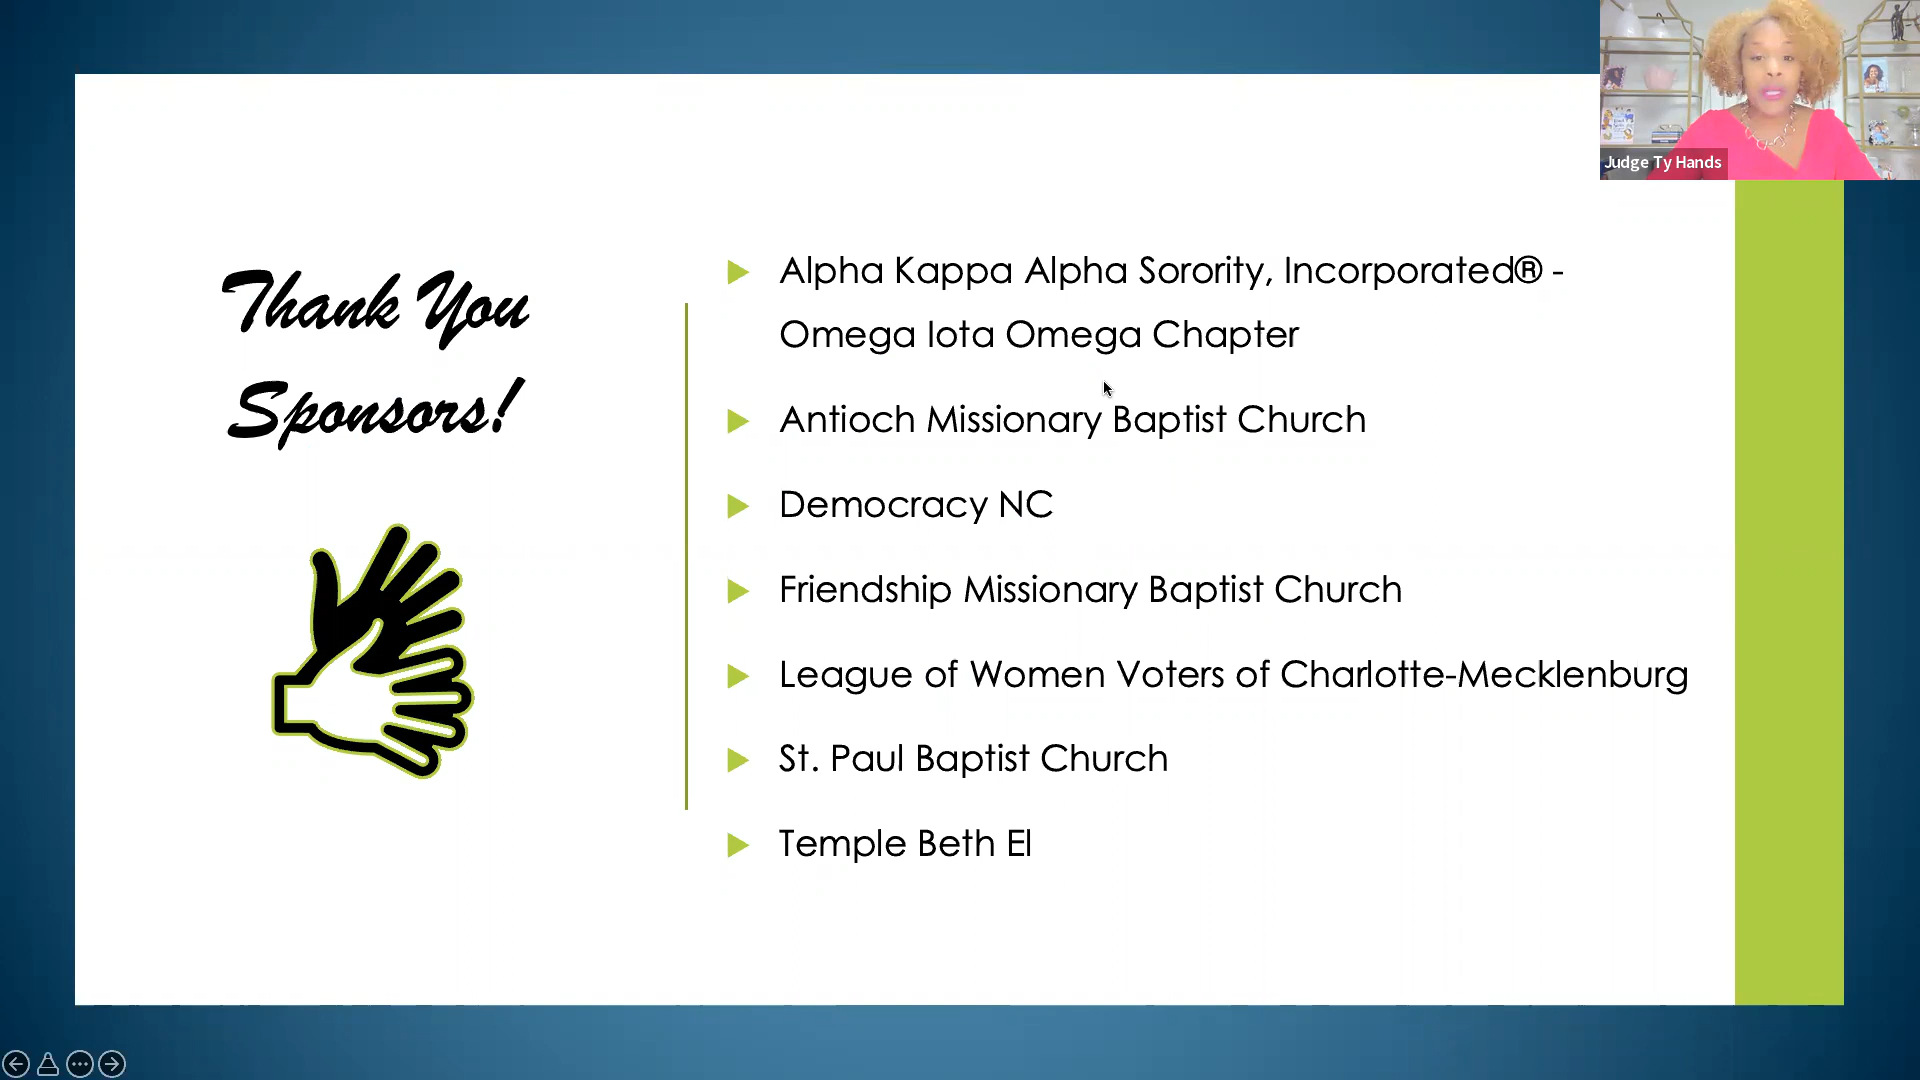 Judge Ty Hands
Thank You
Sponsors!
Alpha Kappa Alpha Sorority, Incorporated® -
Omega Iota Omega Chapter
Antioch Missionary Baptist Church
Democracy NC
Friendship Missionary Baptist Church
League of Women Voters of Charlotte-Mecklenburg
St. Paul Baptist Church
Temple Beth El